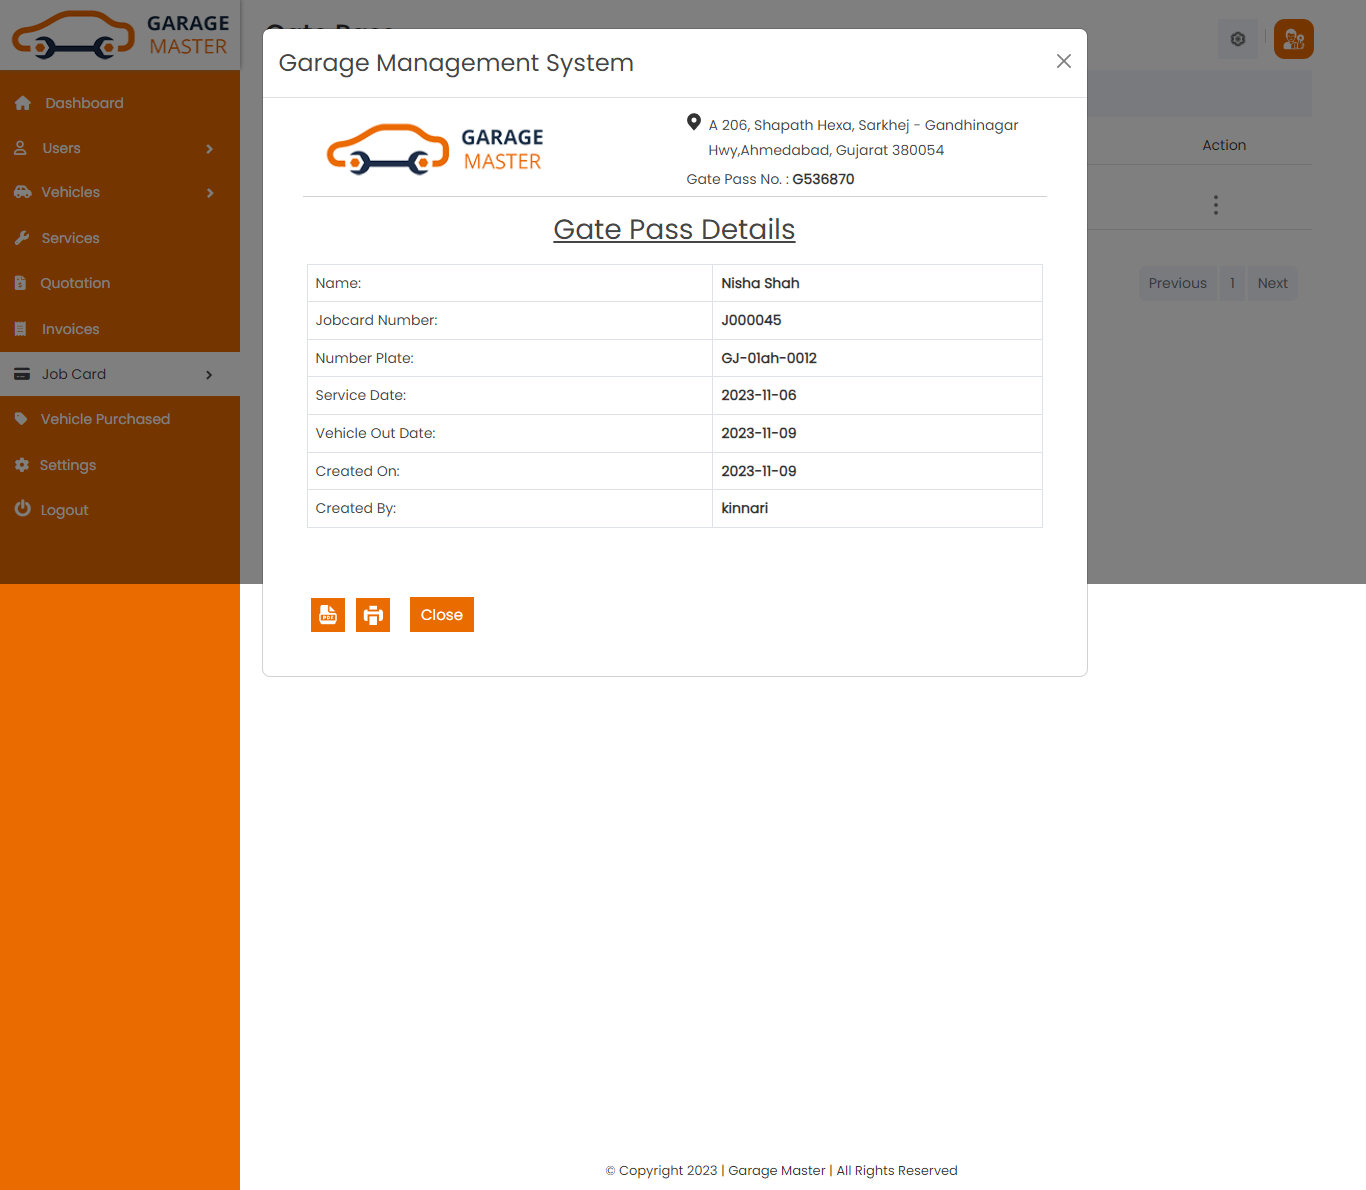 GARAGE
MASTER
Dashboard
Users
Vehicles
Services
Quotation
Invoices
Job Card
Vehicle Purchased
Settings
Logout
Gate Pass
Garage Management System
GARAGE
MASTER
A 206, Shapath Hexa, Sarkhej - Gandhinagar
Hwy,Ahmedabad, Gujarat 380054
Gate Pass No. : G536870
Gate Pass Details
Name: Nisha Shah
Jobcard Number: J000045
Number Plate: GJ-01ah-0012
Service Date: 2023-11-06
Vehicle Out Date: 2023-11-09
Created On: 2023-11-09
Created By: kinnari
PDF
Close
Action
Previous 1 Next
© Copyright 2023 | Garage Master | All Rights Reserved